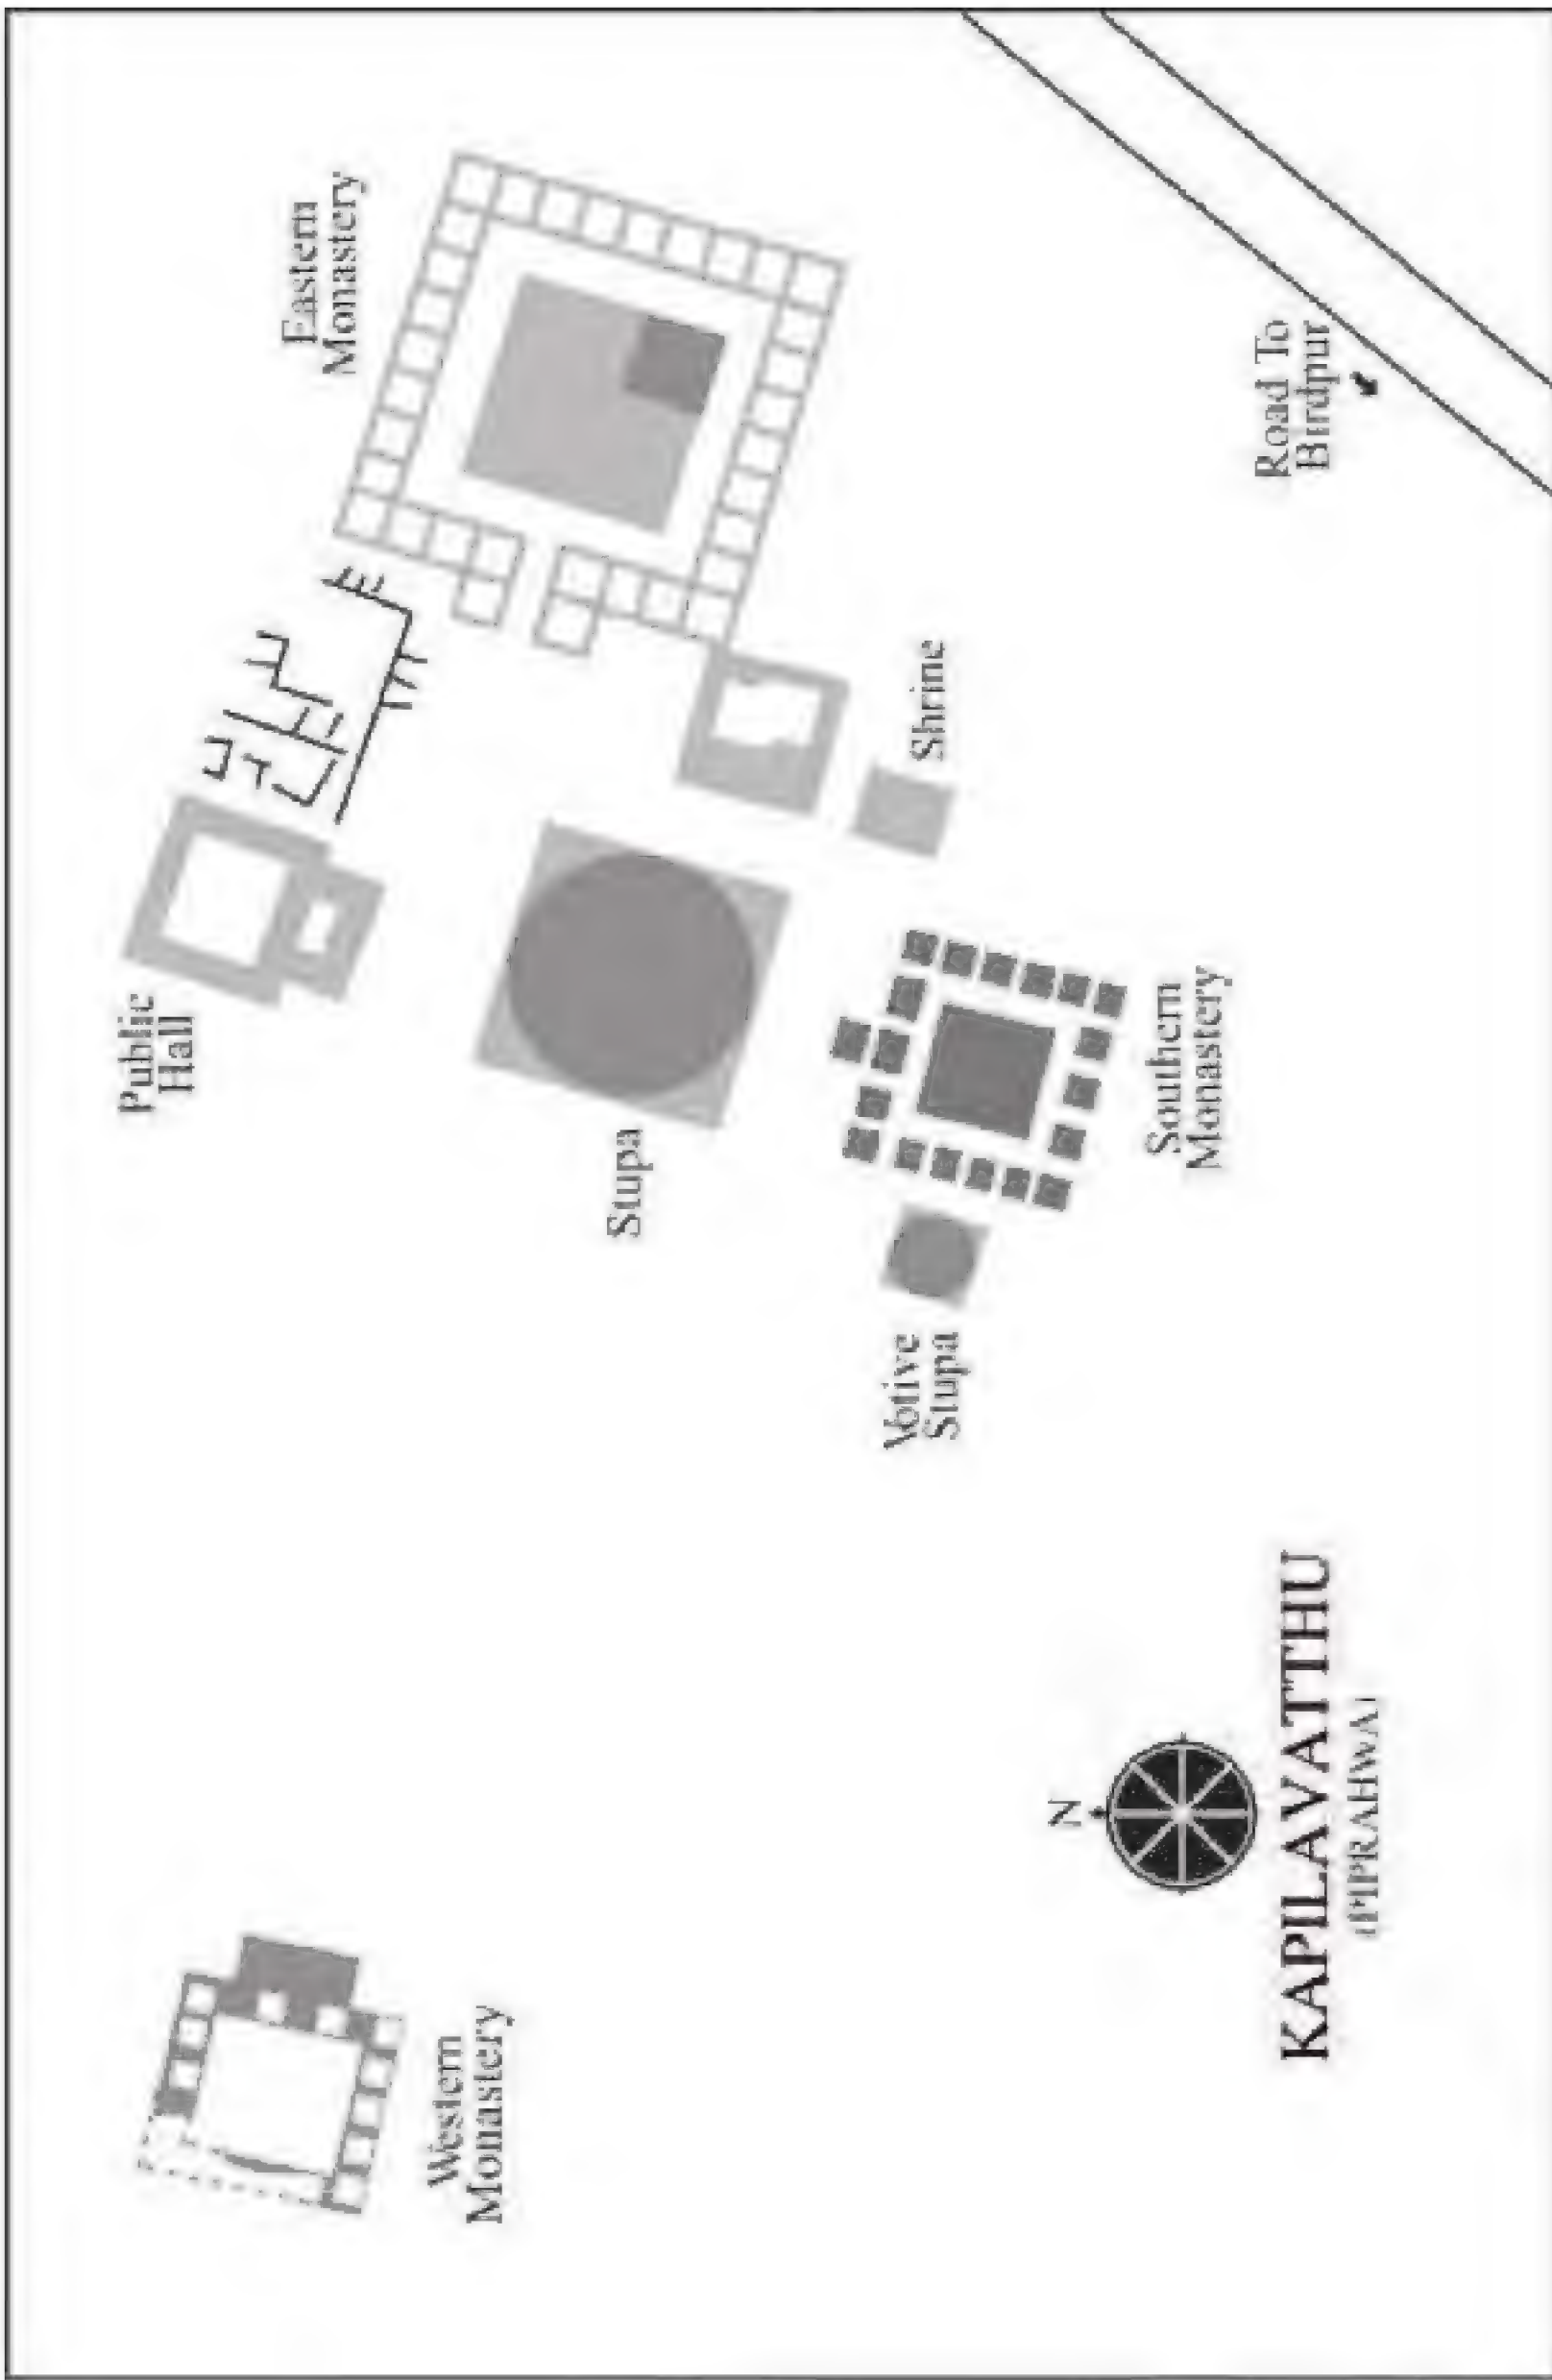 Western
Monastery
Public
Hall
Stupa
Eastern
Monastery
Shrine
Votive
Stupa
Southern
Monastery
Road To
Birdpur
N
KAPILAVATTHU
(PIPRAHWA)